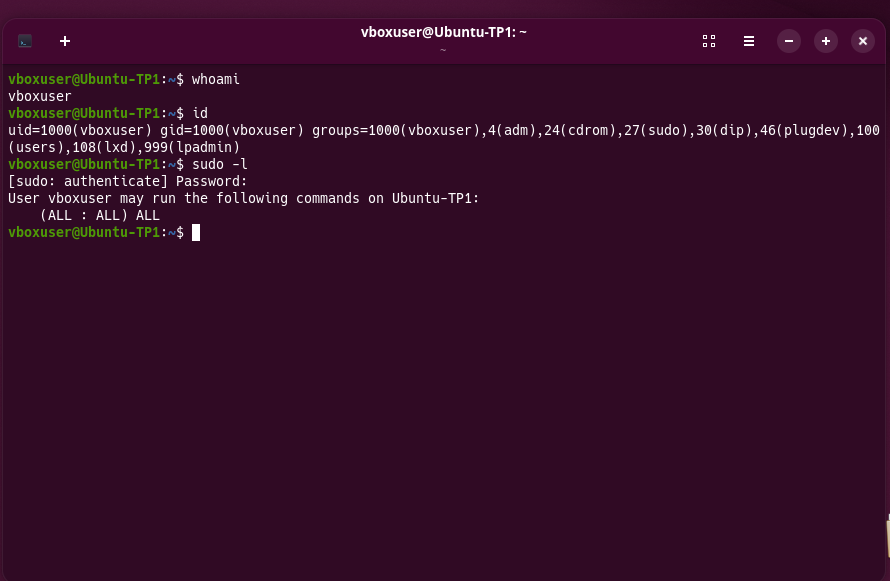 vboxuser@Ubuntu-TP1: ~
~
vboxuser@Ubuntu-TP1:~$ whoami
vboxuser
vboxuser@Ubuntu-TP1:~$ id
uid=1000(vboxuser) gid=1000(vboxuser) groups=1000(vboxuser),4(adm),24(cdrom),27(sudo),30(dip),46(plugdev),100
(users),108(lxd),999(lpadmin)
vboxuser@Ubuntu-TP1:~$ sudo -l
[sudo: authenticate] Password:
User vboxuser may run the following commands on Ubuntu-TP1:
    (ALL : ALL) ALL
vboxuser@Ubuntu-TP1:~$